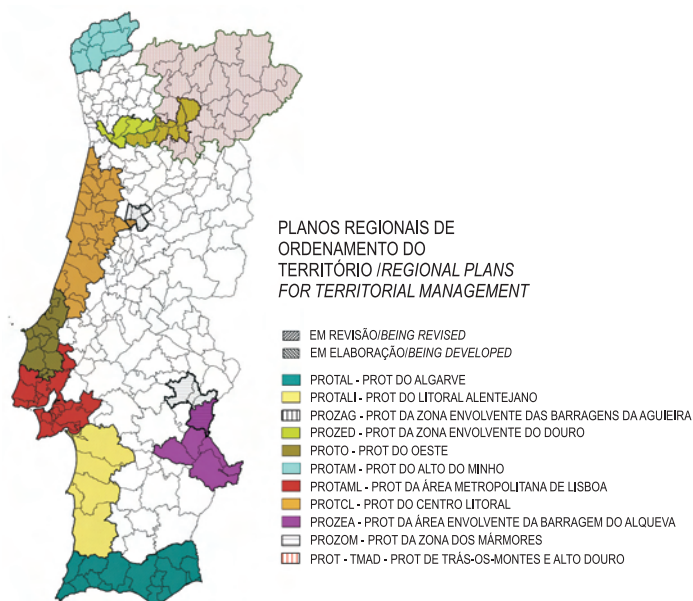 PLANOS REGIONAIS DE
ORDENAMENTO DO
TERRITÓRIO /REGIONAL PLANS
FOR TERRITORIAL MANAGEMENT
EM REVISÃO/BEING REVISED
EM ELABORAÇÃO/BEING DEVELOPED
PROTAL - PROT DO ALGARVE
PROTALI - PROT DO LITORAL ALENTEJANO
PROZAG - PROT DA ZONA ENVOLVENTE DAS BARRAGENS DA AGUIEIRA
PROZED - PROT DA ZONA ENVOLVENTE DO DOURO
PROTO - PROT DO OESTE
PROTAM - PROT DO ALTO DO MINHO
PROTAML - PROT DA ÁREA METROPOLITANA DE LISBOA
PROTCL - PROT DO CENTRO LITORAL
PROZEA - PROT DA ÁREA ENVOLVENTE DA BARRAGEM DO ALQUEVA
PROZOM - PROT DA ZONA DOS MÁRMORES
PROT - TMAD - PROT DE TRÁS-OS-MONTES E ALTO DOURO